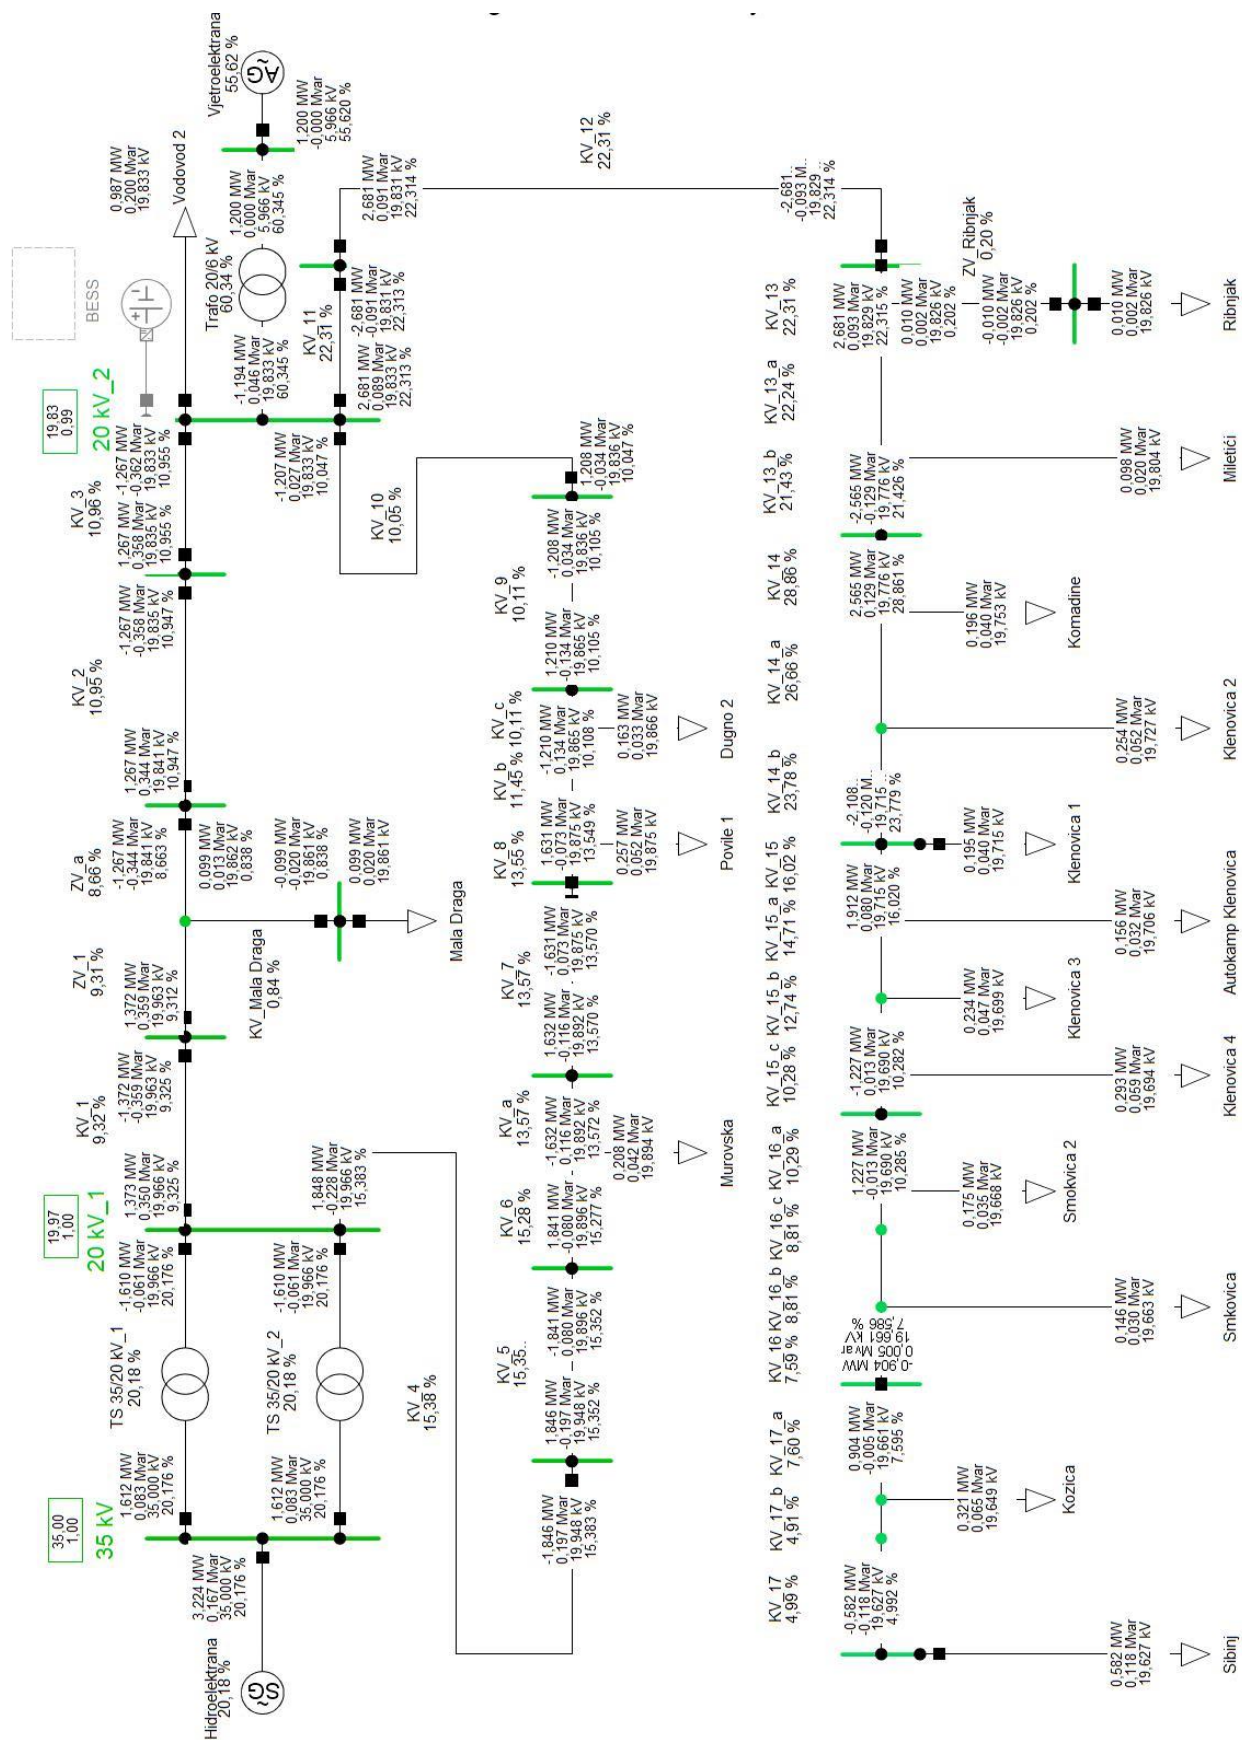 Hidroelektrana
20,18 %
SG
~
3,224 MW
0,167 Mvar
35,000 kV
20,176 %
35,00
1,00
35 kV
1,612 MW
0,083 Mvar
35,000 kV
20,176 %
1,612 MW
0,083 Mvar
35,000 kV
20,176 %
TS 35/20 kV_1
20,18 %
TS 35/20 kV_2
20,18 %
-1,610 MW
-0,061 Mvar
19,966 kV
20,176 %
-1,610 MW
-0,061 Mvar
19,966 kV
20,176 %
19,97
1,00
20 kV_1
1,373 MW
0,350 Mvar
19,966 kV
9,325 %
1,848 MW
-0,228 Mvar
19,966 kV
15,383 %
KV_1
9,32 %
-1,372 MW
-0,359 Mvar
19,963 kV
9,325 %
ZV_1
9,31 %
1,372 MW
0,359 Mvar
19,963 kV
9,312 %
KV_Mala Draga
0,84 %
ZV_a
8,66 %
-1,267 MW
-0,344 Mvar
19,841 kV
8,663 %
0,099 MW
0,013 Mvar
19,862 kV
0,838 %
-0,099 MW
-0,020 Mvar
19,861 kV
0,838 %
0,099 MW
0,020 Mvar
19,861 kV
Mala Draga
1,267 MW
0,344 Mvar
19,841 kV
10,947 %
KV_2
10,95 %
-1,267 MW
-0,358 Mvar
19,835 kV
10,947 %
KV_3
10,96 %
1,267 MW
0,358 Mvar
19,835 kV
10,955 %
-1,267 MW
-0,362 Mvar
19,833 kV
10,955 %
19,83
0,99
20 kV_2
BESS
0,987 MW
0,200 Mvar
19,833 kV
Vodovod 2
-1,194 MW
0,046 Mvar
19,833 kV
60,345 %
Trafo 20/6 kV
60,34 %
1,200 MW
0,000 Mvar
5,966 kV
60,345 %
1,200 MW
-0,000 Mvar
5,966 kV
55,620 %
Vjetroelektrana
55,62 %
AG
~
-1,207 MW
0,027 Mvar
19,833 kV
10,047 %
2,681 MW
0,089 Mvar
19,833 kV
22,313 %
KV_11
22,31 %
-2,681 MW
-0,091 Mvar
19,831 kV
22,313 %
2,681 MW
0,091 Mvar
19,831 kV
22,314 %
KV_12
22,31 %
KV_4
15,38 %
-1,846 MW
0,197 Mvar
19,948 kV
15,383 %
KV_5
15,35..
1,846 MW
-0,197 Mvar
19,948 kV
15,352 %
-1,841 MW
0,080 Mvar
19,896 kV
15,352 %
KV_6
15,28 %
1,841 MW
-0,080 Mvar
19,896 kV
15,277 %
KV_a
13,57 %
-1,632 MW
0,116 Mvar
19,892 kV
13,572 %
0,208 MW
0,042 Mvar
19,894 kV
Murovska
KV_7
13,57 %
1,632 MW
-0,116 Mvar
19,892 kV
13,570 %
-1,631 MW
0,073 Mvar
19,875 kV
13,570 %
KV_8
13,55 %
1,631 MW
-0,073 Mvar
19,875 kV
13,549 %
0,257 MW
0,052 Mvar
19,875 kV
Povile 1
KV_b
11,45 %
KV_c
10,11 %
-1,210 MW
0,134 Mvar
19,865 kV
10,108 %
0,163 MW
0,033 Mvar
19,866 kV
Dugno 2
KV_9
10,11 %
1,210 MW
-0,134 Mvar
19,865 kV
10,105 %
-1,208 MW
0,034 Mvar
19,836 kV
10,105 %
KV_10
10,05 %
1,208 MW
-0,034 Mvar
19,836 kV
10,047 %
KV_17
4,99 %
-0,582 MW
-0,118 Mvar
19,627 kV
4,992 %
0,582 MW
0,118 Mvar
19,627 kV
Sibinj
KV_17_b
4,91 %
KV_17_a
7,60 %
0,904 MW
-0,005 Mvar
19,661 kV
7,595 %
0,321 MW
0,065 Mvar
19,649 kV
Kozica
KV_16
7,59 %
-0,904 MW
0,005 Mvar
19,661 kV
7,586 %
KV_16_b
8,81 %
0,146 MW
0,030 Mvar
19,663 kV
Smkovica
KV_16_c
8,81 %
KV_16_a
10,29 %
1,227 MW
-0,013 Mvar
19,690 kV
10,285 %
0,175 MW
0,035 Mvar
19,668 kV
Smokvica 2
KV_15_c
10,28 %
-1,227 MW
0,013 Mvar
19,690 kV
10,282 %
0,293 MW
0,059 Mvar
19,694 kV
Klenovica 4
KV_15_b
12,74 %
0,234 MW
0,047 Mvar
19,699 kV
Klenovica 3
KV_15_a
14,71 %
0,156 MW
0,032 Mvar
19,706 kV
Autokamp Klenovica
KV_15
16,02 %
1,912 MW
0,080 Mvar
19,715 kV
16,020 %
-2,108...
-0,120 M...
19,715 ...
23,779 %
0,195 MW
0,040 Mvar
19,715 kV
Klenovica 1
KV_14_b
23,78 %
0,254 MW
0,052 Mvar
19,727 kV
Klenovica 2
KV_14_a
26,66 %
0,196 MW
0,040 Mvar
19,753 kV
Komadine
KV_14
28,86 %
2,565 MW
0,129 Mvar
19,776 kV
28,861 %
KV_13_b
21,43 %
-2,565 MW
-0,129 Mvar
19,776 kV
21,426 %
0,098 MW
0,020 Mvar
19,804 kV
Miletići
KV_13_a
22,24 %
KV_13
22,31 %
2,681 MW
0,093 Mvar
19,829 kV
22,315 %
-2,681...
-0,093 M...
19,829 ...
22,314 %
0,010 MW
0,002 Mvar
19,826 kV
0,202 %
ZV_Ribnjak
0,20 %
-0,010 MW
-0,002 Mvar
19,826 kV
0,202 %
0,010 MW
0,002 Mvar
19,826 kV
Ribnjak